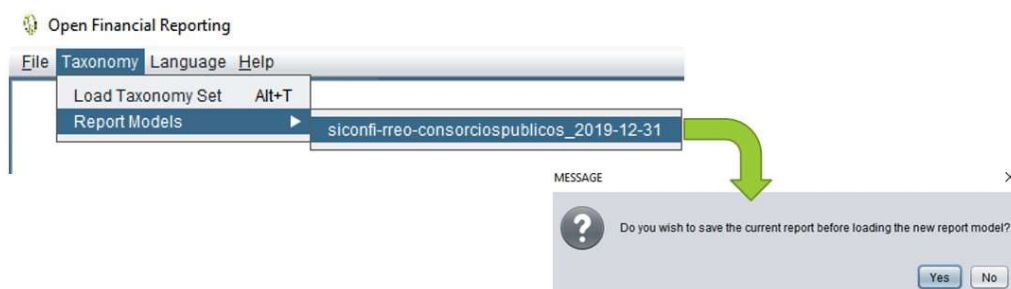 Open Financial Reporting
File Taxonomy Language Help
Load Taxonomy Set Alt+T
Report Models
siconfi-rreo-consorciospublicos_2019-12-31
MESSAGE
Do you wish to save the current report before loading the new report model?
Yes No